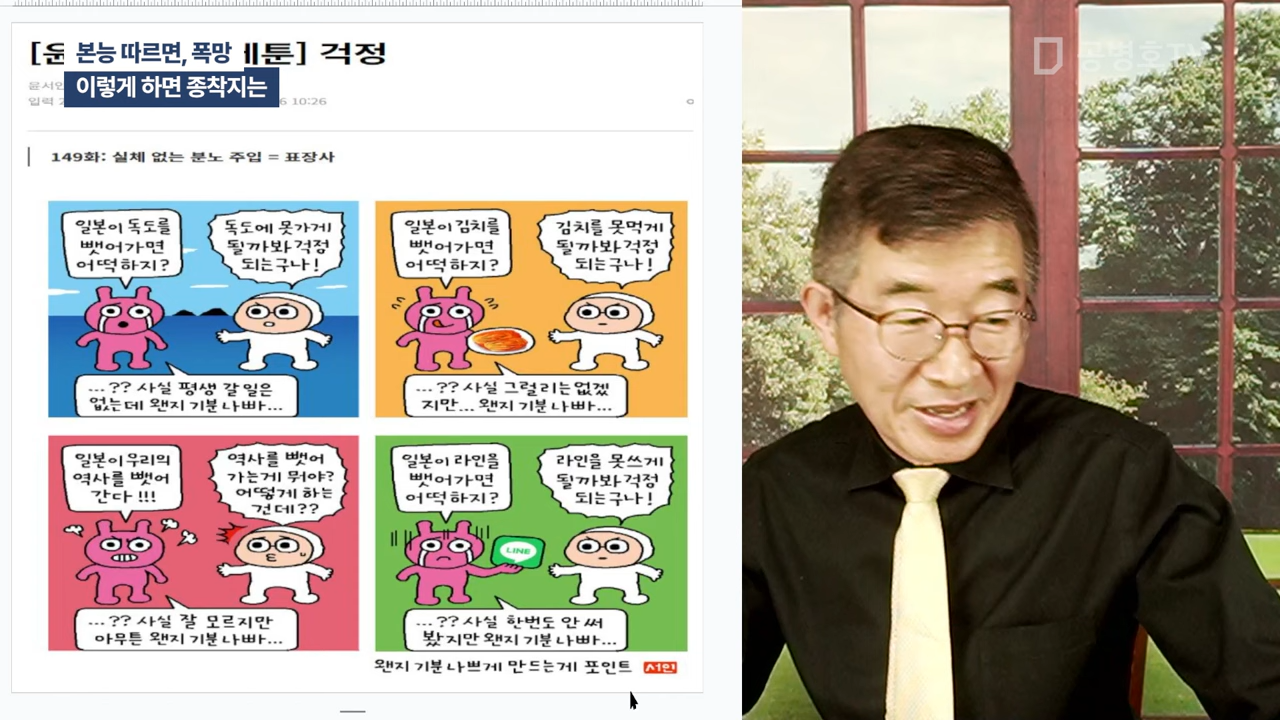 본능 따르면, 폭망
이렇게 하면 종착지는
툰] 걱정
입력 2
6 10:26
149화: 실체 없는 분노 주입 = 표장사
일본이 독도를
뺏어가면
어떡하지?
독도에 못가게
될까봐 걱정
되는구나!
...?? 사실 평생 갈일은
없는데 왠지 기분나빠...
일본이 김치를
뺏어가면
어떡하지?
김치를 못먹게
될까봐 걱정
되는구나!
...?? 사실 그럴리는없겠
지만... 왠지 기분나빠...
일본이 우리의
역사를 뺏어
간다 !!!
역사를 뺏어
가는게 뭐야?
어떻게 하는
건데??
...?? 사실 잘 모르지만
아무튼 왠지 기분나빠...
일본이 라인을
뺏어가면
어떡하지?
라인을 못쓰게
될까봐 걱정
되는구나!
LINE
...?? 사실 한번도 안 써
봤지만 왠지 기분나빠...
왠지 기분나쁘게 만드는게 포인트
서인
공병호TV